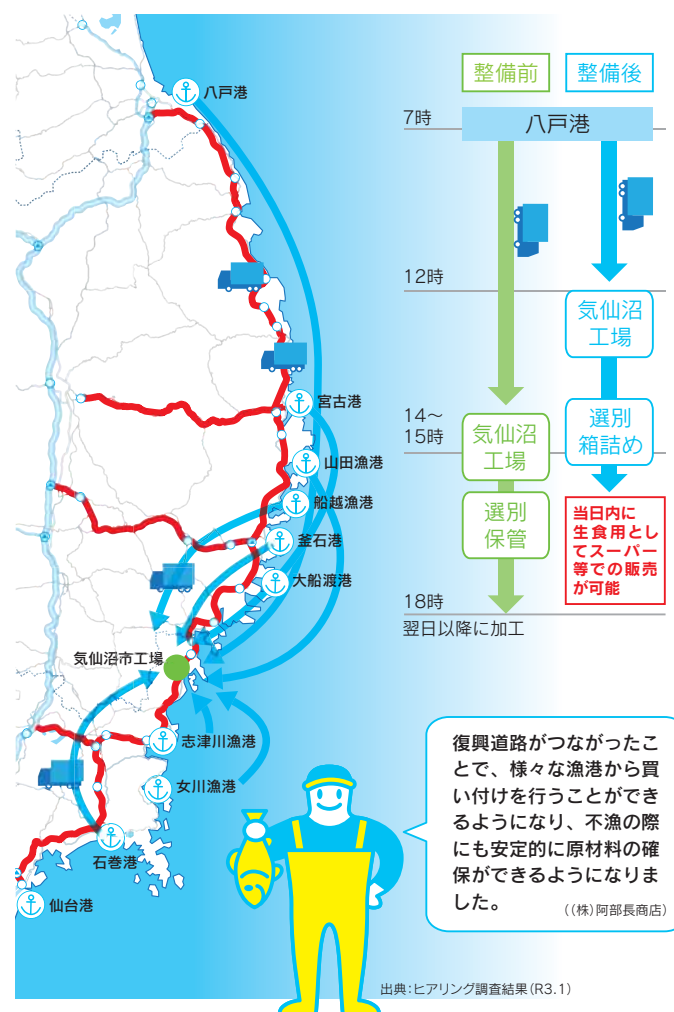 八戸港
宮古港
山田漁港
船越漁港
釜石港
大船渡港
気仙沼市工場
志津川漁港
女川漁港
石巻港
仙台港
整備前
整備後
7時
八戸港
12時
気仙沼
工場
14～
15時
気仙沼
工場
選別
箱詰め
選別
保管
当日内に
生食用とし
てスーパー
等での販売
が可能
18時
翌日以降に加工
復興道路がつながったこ
とで、様々な漁港から買
い付けを行うことができ
るようになり、不漁の際
にも安定的に原材料の確
保ができるようになりま
した。
((株)阿部長商店)
出典：ヒアリング調査結果(R3.1)